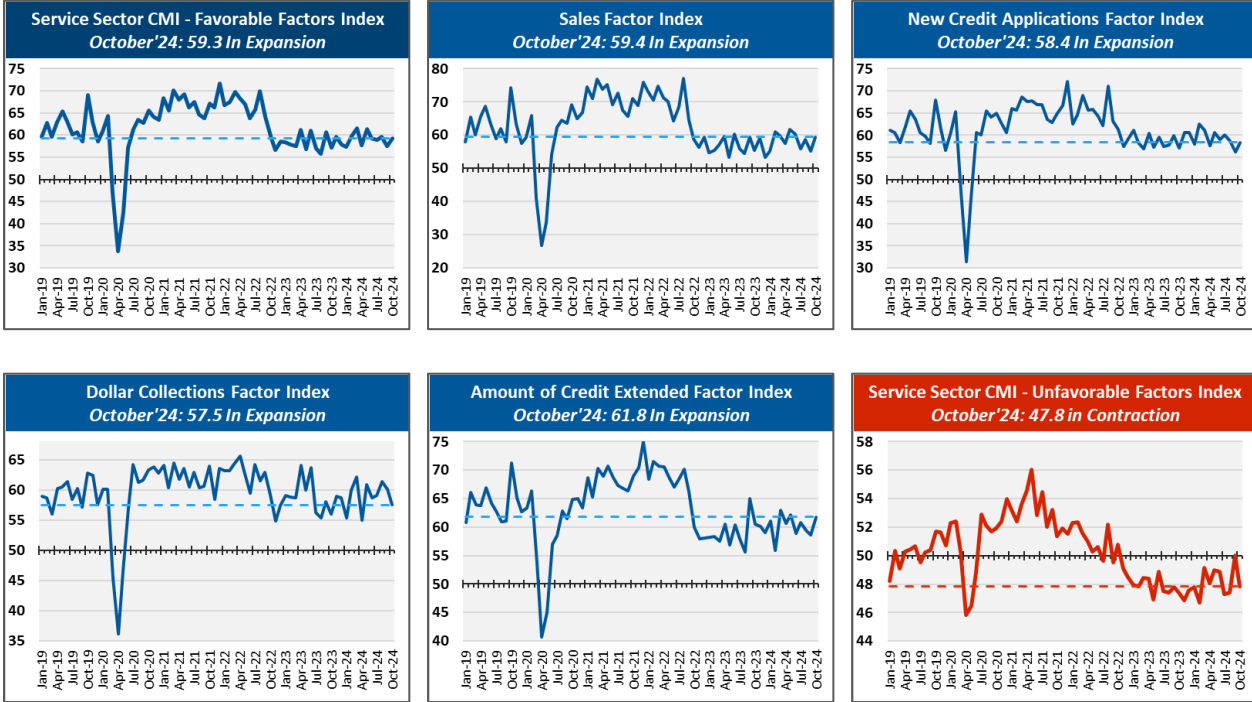 Service Sector CMI - Favorable Factors Index
October'24: 59.3 In Expansion
75
70
65
60
55
50
45
40
35
30
Jan-19
Apr-19
Jul-19
Oct-19
Jan-20
Apr-20
Jul-20
Oct-20
Jan-21
Apr-21
Jul-21
Oct-21
Jan-22
Apr-22
Jul-22
Oct-22
Jan-23
Apr-23
Jul-23
Oct-23
Jan-24
Apr-24
Jul-24
Oct-24
Sales Factor Index
October'24: 59.4 In Expansion
80
70
60
50
40
30
20
Jan-19
Apr-19
Jul-19
Oct-19
Jan-20
Apr-20
Jul-20
Oct-20
Jan-21
Apr-21
Jul-21
Oct-21
Jan-22
Apr-22
Jul-22
Oct-22
Jan-23
Apr-23
Jul-23
Oct-23
Jan-24
Apr-24
Jul-24
Oct-24
New Credit Applications Factor Index
October'24: 58.4 In Expansion
75
70
65
60
55
50
45
40
35
30
Jan-19
Apr-19
Jul-19
Oct-19
Jan-20
Apr-20
Jul-20
Oct-20
Jan-21
Apr-21
Jul-21
Oct-21
Jan-22
Apr-22
Jul-22
Oct-22
Jan-23
Apr-23
Jul-23
Oct-23
Jan-24
Apr-24
Jul-24
Oct-24
Dollar Collections Factor Index
October'24: 57.5 In Expansion
65
60
55
50
45
40
35
Jan-19
Apr-19
Jul-19
Oct-19
Jan-20
Apr-20
Jul-20
Oct-20
Jan-21
Apr-21
Jul-21
Oct-21
Jan-22
Apr-22
Jul-22
Oct-22
Jan-23
Apr-23
Jul-23
Oct-23
Jan-24
Apr-24
Jul-24
Oct-24
Amount of Credit Extended Factor Index
October'24: 61.8 In Expansion
75
70
65
60
55
50
45
40
Jan-19
Apr-19
Jul-19
Oct-19
Jan-20
Apr-20
Jul-20
Oct-20
Jan-21
Apr-21
Jul-21
Oct-21
Jan-22
Apr-22
Jul-22
Oct-22
Jan-23
Apr-23
Jul-23
Oct-23
Jan-24
Apr-24
Jul-24
Oct-24
Service Sector CMI - Unfavorable Factors Index
October'24: 47.8 in Contraction
58
56
54
52
50
48
46
44
Jan-19
Apr-19
Jul-19
Oct-19
Jan-20
Apr-20
Jul-20
Oct-20
Jan-21
Apr-21
Jul-21
Oct-21
Jan-22
Apr-22
Jul-22
Oct-22
Jan-23
Apr-23
Jul-23
Oct-23
Jan-24
Apr-24
Jul-24
Oct-24